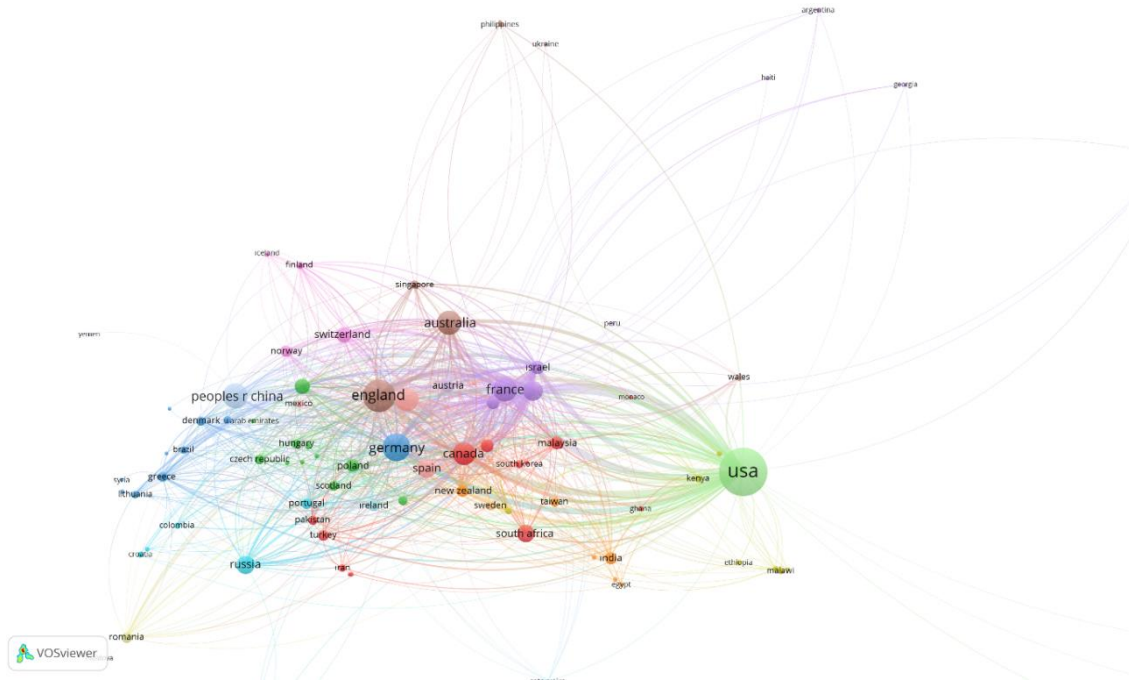 argentina
philippines
ukraine
haiti
georgia
iceland
finland
singapore
australia
peru
yemen
switzerland
norway
israel
wales
austria
france
england
peoples r china
monaco
mexico
denmark
u arab emirates
hungary
malaysia
germany
brazil
canada
czech republic
poland
spain
south korea
usa
greece
syria
kenya
scotland
lithuania
new zealand
portugal
ireland
sweden
taiwan
ghana
pakistan
colombia
turkey
south africa
croatia
russia
iran
india
ethiopia
malawi
egypt
romania
VOSviewer